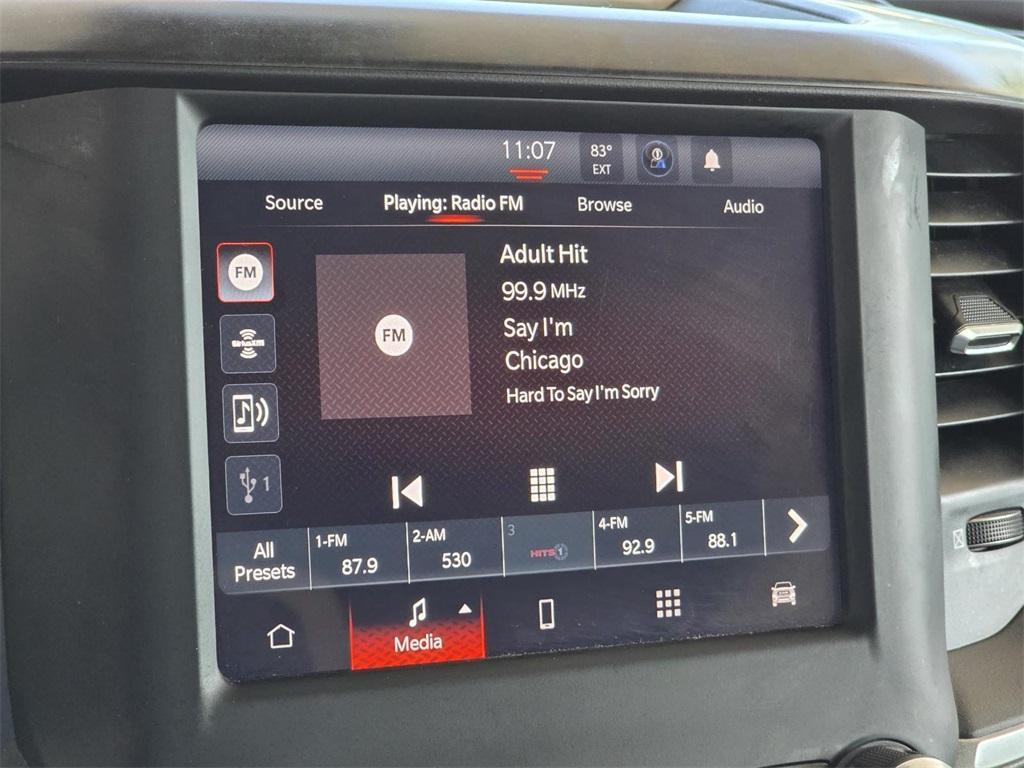 11:07
83°
EXT
Source
Playing: Radio FM
Browse
Audio
FM
FM
Adult Hit
99.9 MHz
Say I'm
Chicago
Hard To Say I'm Sorry
SiriusXM
1
All
Presets
1-FM
87.9
2-AM
530
3
HITS1
4-FM
92.9
5-FM
88.1
Media